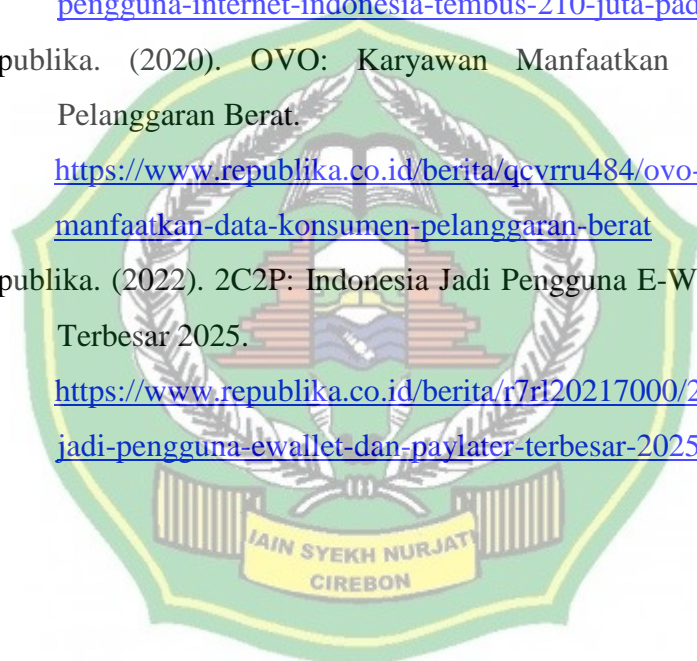 pengguna-internet-indonesia-tembus-210-juta-pad
publika. (2020). OVO: Karyawan Manfaatkan
Pelanggaran Berat.
https://www.republika.co.id/berita/qcvrru484/ovo-
manfaatkan-data-konsumen-pelanggaran-berat
publika. (2022). 2C2P: Indonesia Jadi Pengguna E-W
Terbesar 2025.
https://www.republika.co.id/berita/r7rl20217000/2
jadi-pengguna-ewallet-dan-paylater-terbesar-2025
IAIN SYEKH NURJATI
CIREBON